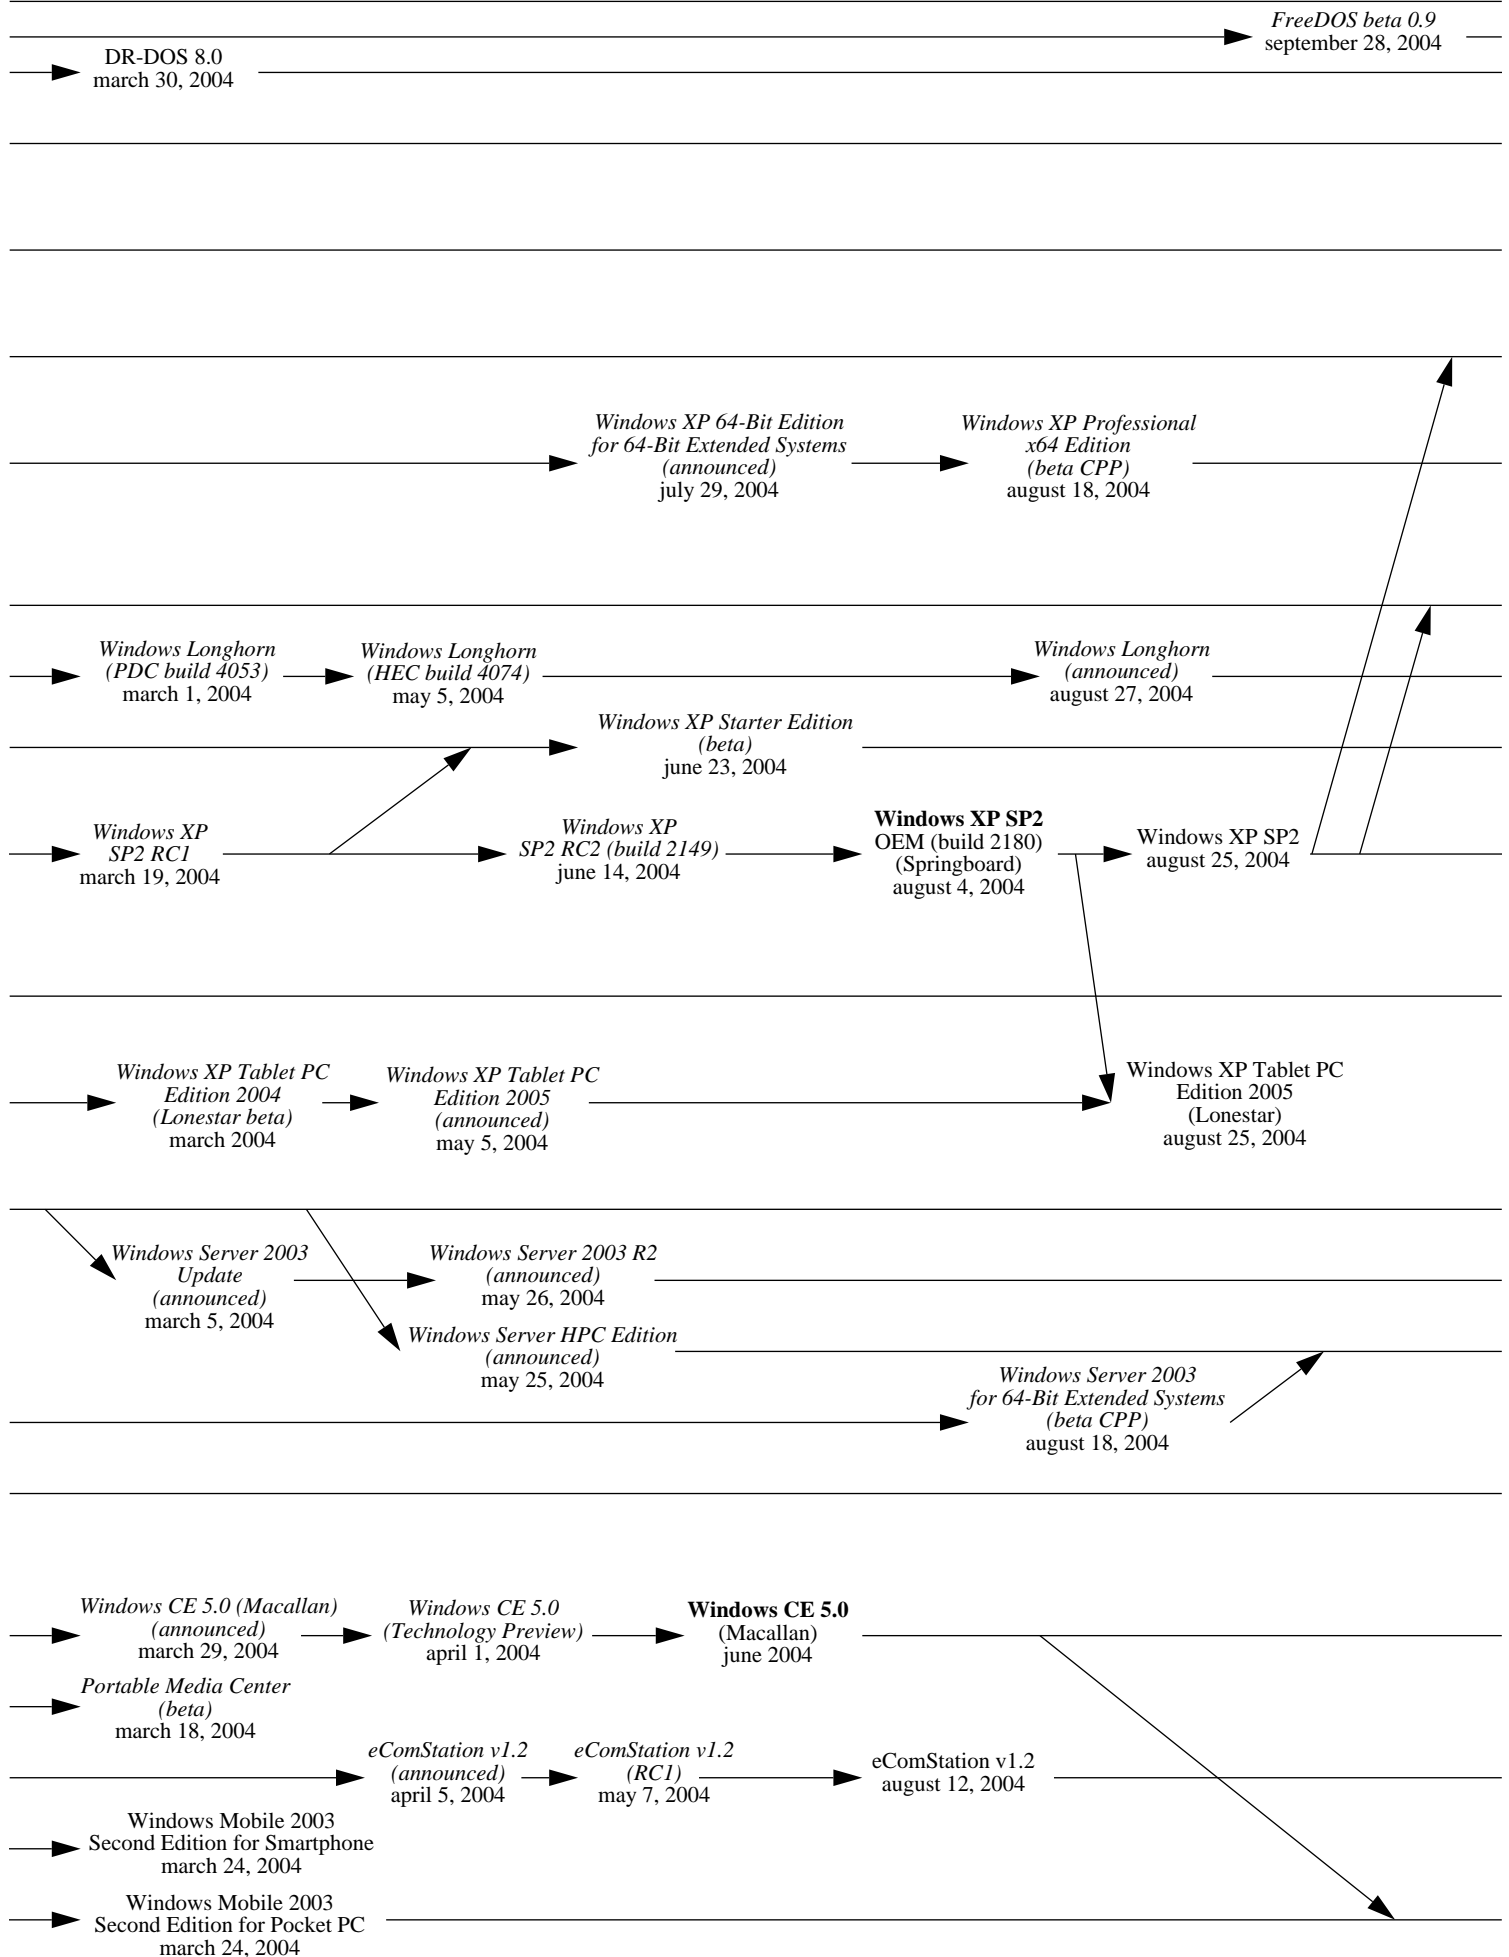 FreeDOS beta 0.9
september 28, 2004
DR-DOS 8.0
march 30, 2004
Windows XP 64-Bit Edition
for 64-Bit Extended Systems
(announced)
july 29, 2004
Windows XP Professional
x64 Edition
(beta CPP)
august 18, 2004
Windows Longhorn
(PDC build 4053)
march 1, 2004
Windows Longhorn
(HEC build 4074)
may 5, 2004
Windows Longhorn
(announced)
august 27, 2004
Windows XP Starter Edition
(beta)
june 23, 2004
Windows XP
SP2 RC1
march 19, 2004
Windows XP
SP2 RC2 (build 2149)
june 14, 2004
Windows XP SP2
OEM (build 2180)
(Springboard)
august 4, 2004
Windows XP SP2
august 25, 2004
Windows XP Tablet PC
Edition 2004
(Lonestar beta)
march 2004
Windows XP Tablet PC
Edition 2005
(announced)
may 5, 2004
Windows XP Tablet PC
Edition 2005
(Lonestar)
august 25, 2004
Windows Server 2003
Update
(announced)
march 5, 2004
Windows Server 2003 R2
(announced)
may 26, 2004
Windows Server HPC Edition
(announced)
may 25, 2004
Windows Server 2003
for 64-Bit Extended Systems
(beta CPP)
august 18, 2004
Windows CE 5.0 (Macallan)
(announced)
march 29, 2004
Windows CE 5.0
(Technology Preview)
april 1, 2004
Windows CE 5.0
(Macallan)
june 2004
Portable Media Center
(beta)
march 18, 2004
eComStation v1.2
(announced)
april 5, 2004
eComStation v1.2
(RC1)
may 7, 2004
eComStation v1.2
august 12, 2004
Windows Mobile 2003
Second Edition for Smartphone
march 24, 2004
Windows Mobile 2003
Second Edition for Pocket PC
march 24, 2004